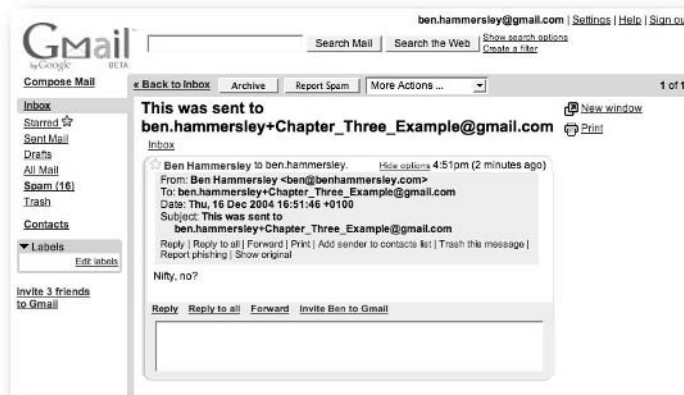 ben.hammersley@gmail.com | Settings | Help | Sign ou
GMail
by Google BETA
Search Mail Search the Web Show search options
Create a filter
Compose Mail
« Back to Inbox Archive Report Spam More Actions ... 1 of 1
Inbox
Starred
Sent Mail
Drafts
All Mail
Spam (16)
Trash
Contacts
Labels
Edit labels
Invite 3 friends
to Gmail
This was sent to
ben.hammersley+Chapter_Three_Example@gmail.com
Inbox
New window
Print
Ben Hammersley to ben.hammersley. Hide options 4:51pm (2 minutes ago)
From: Ben Hammersley <ben@benhammersley.com>
To: ben.hammersley+Chapter_Three_Example@gmail.com
Date: Thu, 16 Dec 2004 16:51:46 +0100
Subject: This was sent to
ben.hammersley+Chapter_Three_Example@gmail.com
Reply | Reply to all | Forward | Print | Add sender to contacts list | Trash this message |
Report phishing | Show original
Nifty, no?
Reply Reply to all Forward Invite Ben to Gmail